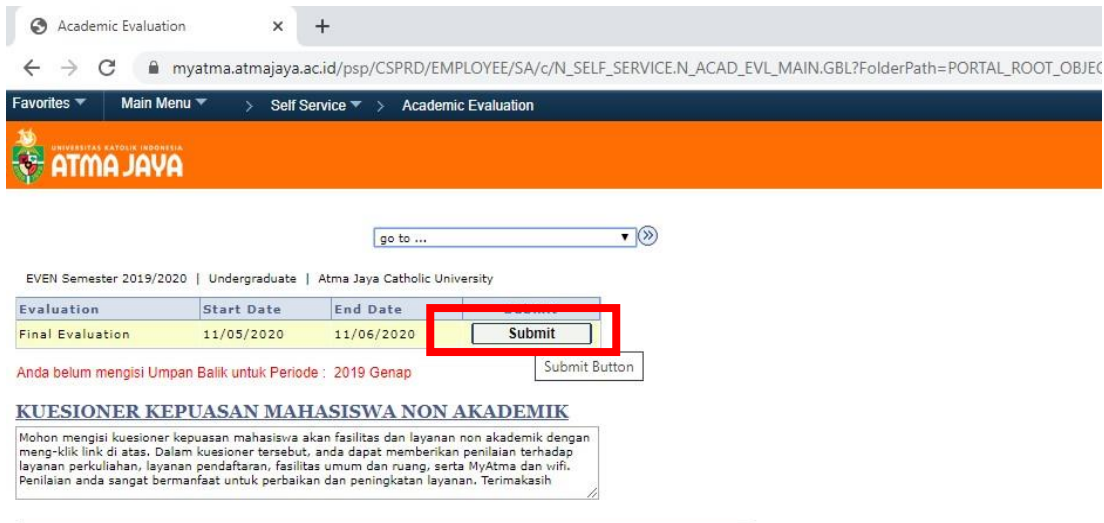 Academic Evaluation
myatma.atmajaya.ac.id/psp/CSPRD/EMPLOYEE/SA/c/N_SELF_SERVICE.N_ACAD_EVL_MAIN.GBL?FolderPath=PORTAL_ROOT_OBJEC
Favorites Main Menu > Self Service > Academic Evaluation
UNIVERSITAS KATOLIK INDONESIA
ATMA JAYA
go to ...
EVEN Semester 2019/2020 | Undergraduate | Atma Jaya Catholic University
Evaluation Start Date End Date
Final Evaluation 11/05/2020 11/06/2020 Submit
Submit Button
Anda belum mengisi Umpan Balik untuk Periode : 2019 Genap
KUESIONER KEPUASAN MAHASISWA NON AKADEMIK
Mohon mengisi kuesioner kepuasan mahasiswa akan fasilitas dan layanan non akademik dengan
meng-klik link di atas. Dalam kuesioner tersebut, anda dapat memberikan penilaian terhadap
layanan perkuliahan, layanan pendaftaran, fasilitas umum dan ruang, serta MyAtma dan wifi.
Penilaian anda sangat bermanfaat untuk perbaikan dan peningkatan layanan. Terimakasih